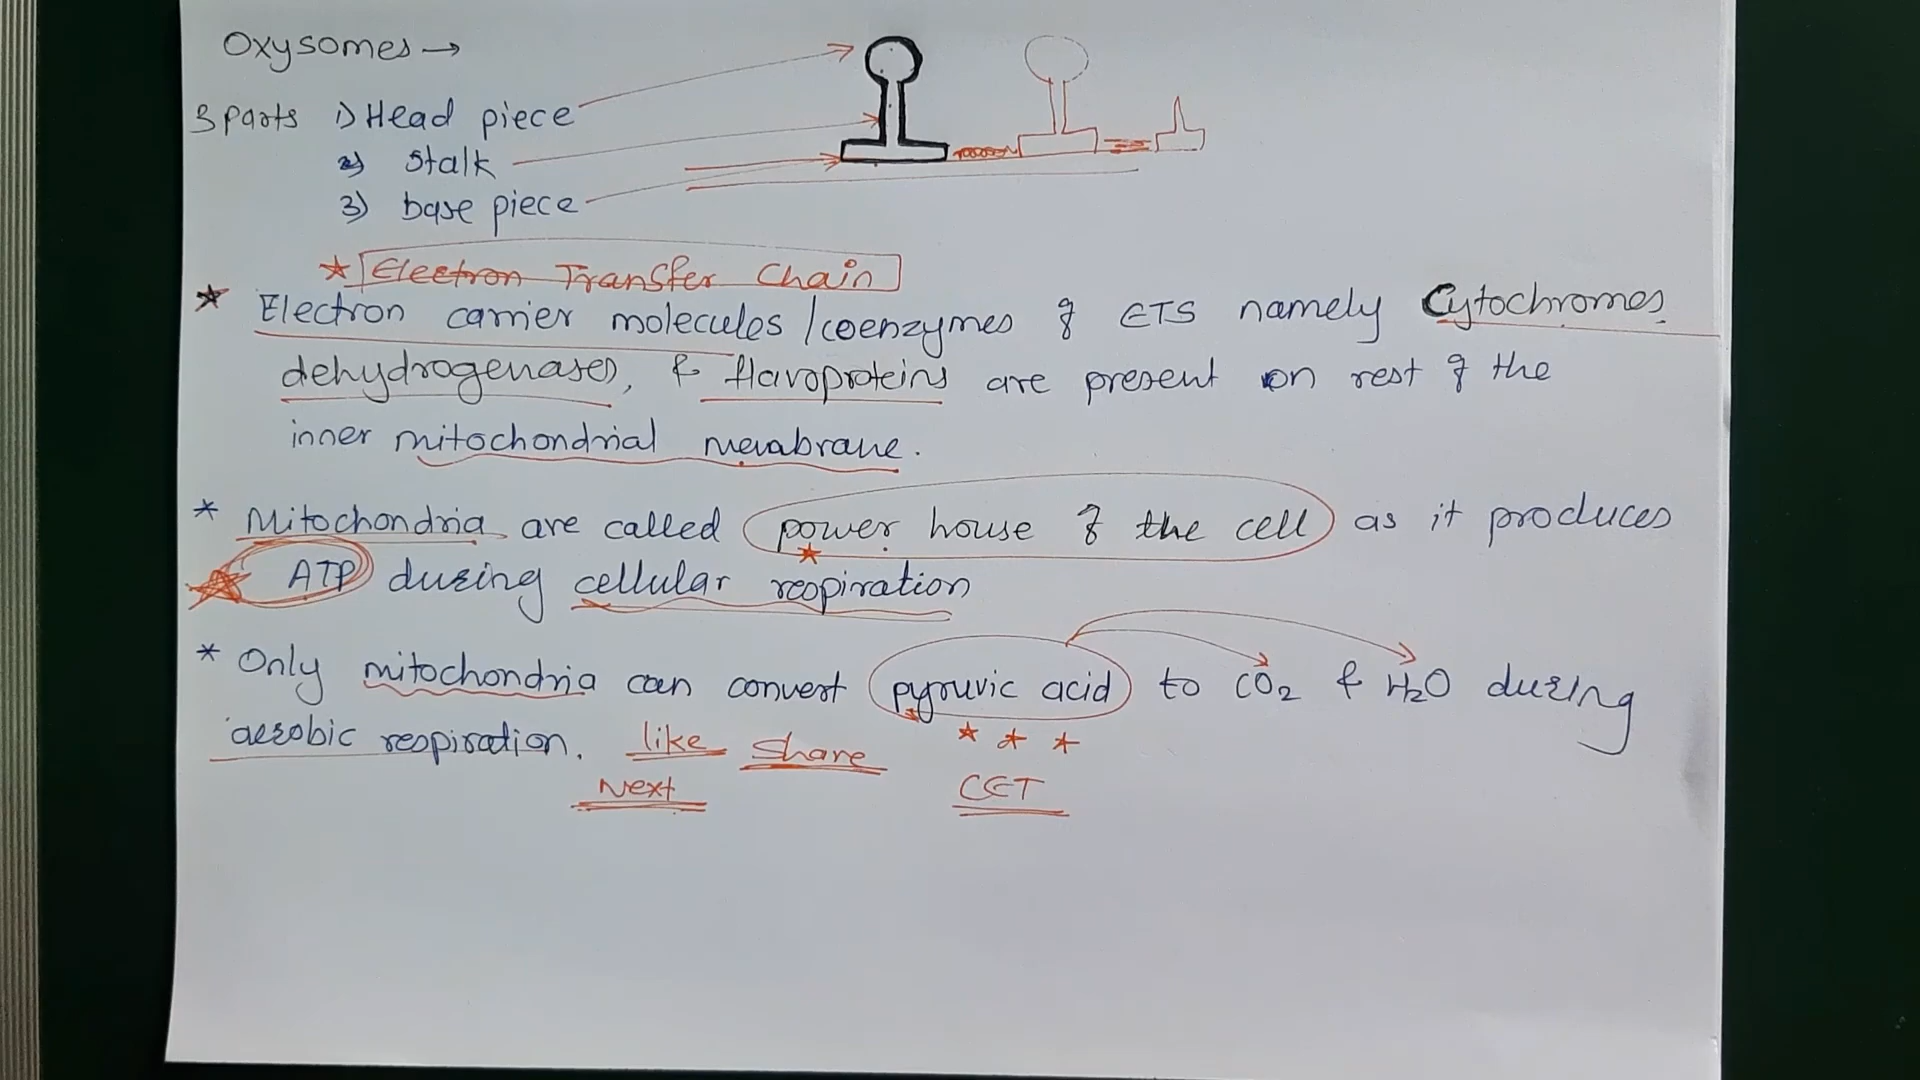 Oxysomes →
3 Parts 1) Head piece
2) stalk
3) base piece
* Electron Transfer Chain
* Electron carrier molecules / coenzymes of ETS namely Cytochromes
dehydrogenases, & flavoproteins are present on rest of the
inner mitochondrial membrane.
* Mitochondria are called power house of the cell as it produces
ATP during cellular respiration
* Only mitochondria can convert pyruvic acid to CO2 & H2O during
aerobic respiration. like share
Next CET